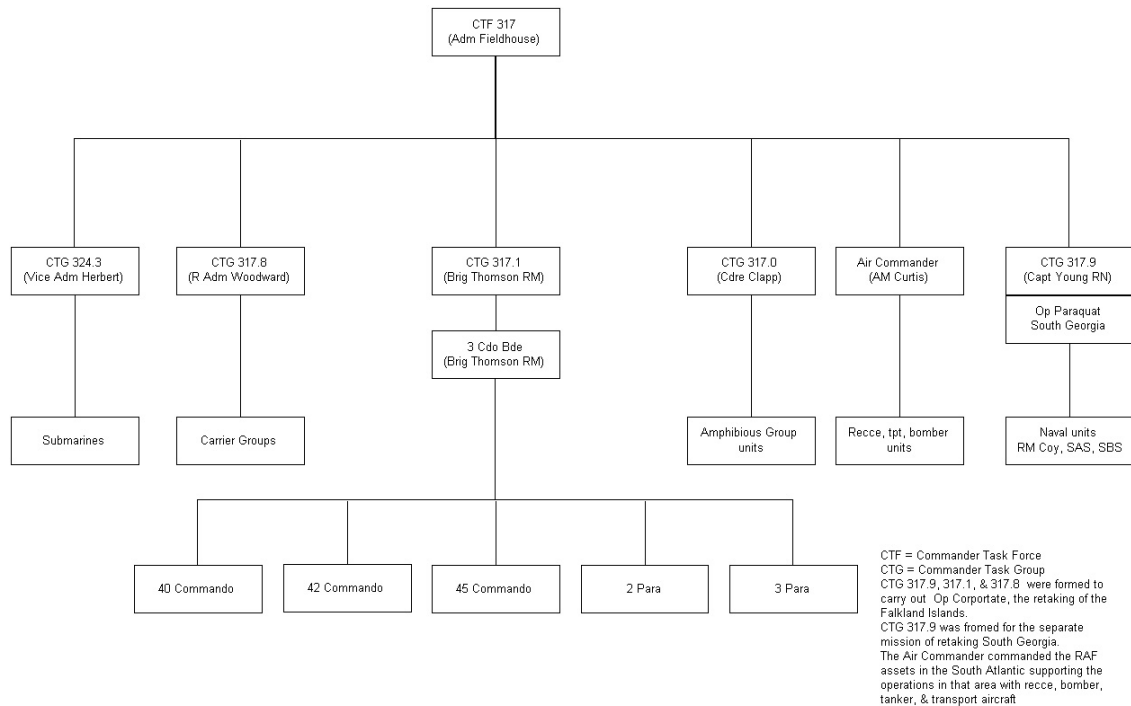 CTF 317
(Adm Fieldhouse)
CTG 324.3
(Vice Adm Herbert)
CTG 317.8
(R Adm Woodward)
CTG 317.1
(Brig Thomson RM)
CTG 317.0
(Cdre Clapp)
Air Commander
(AM Curtis)
CTG 317.9
(Capt Young RN)
Op Paraquat
South Georgia
3 Cdo Bde
(Brig Thomson RM)
Submarines
Carrier Groups
Amphibious Group
units
Recce, tpt, bomber
units
Naval units
RM Coy, SAS, SBS
40 Commando
42 Commando
45 Commando
2 Para
3 Para
CTF = Commander Task Force
CTG = Commander Task Group
CTG 317.9, 317.1, & 317.8 were formed to
carry out Op Corportate, the retaking of the
Falkland Islands.
CTG 317.9 was fromed for the separate
mission of retaking South Georgia.
The Air Commander commanded the RAF
assets in the South Atlantic supporting the
operations in that area with recce, bomber,
tanker, & transport aircraft